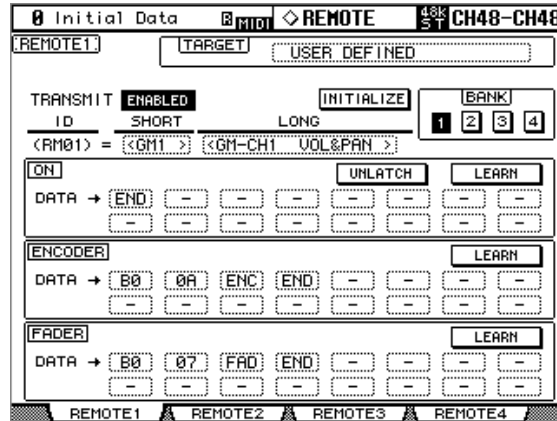 0 Initial Data B MIDI ◇REMOTE 48K ST CH48-CH48
REMOTE1 TARGET USER DEFINED
TRANSMIT ENABLED INITIALIZE BANK
ID SHORT LONG 1 2 3 4
(RM01) = <GM1 > <GM-CH1 VOL&PAN >
ON UNLATCH LEARN
DATA → END - - - - - - -
- - - - - - - -
ENCODER LEARN
DATA → B0 0A ENC END - - - -
- - - - - - - -
FADER LEARN
DATA → B0 07 FAD END - - - -
- - - - - - - -
REMOTE1 REMOTE2 REMOTE3 REMOTE4